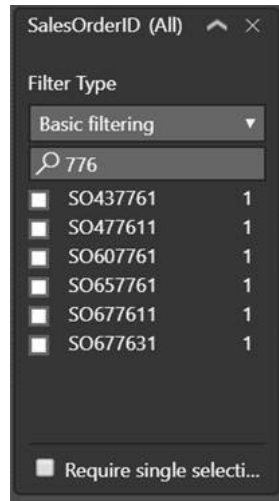 SalesOrderID (All)
Filter Type
Basic filtering
776
SO437761 1
SO477611 1
SO607761 1
SO657761 1
SO677611 1
SO677631 1
Require single selecti...